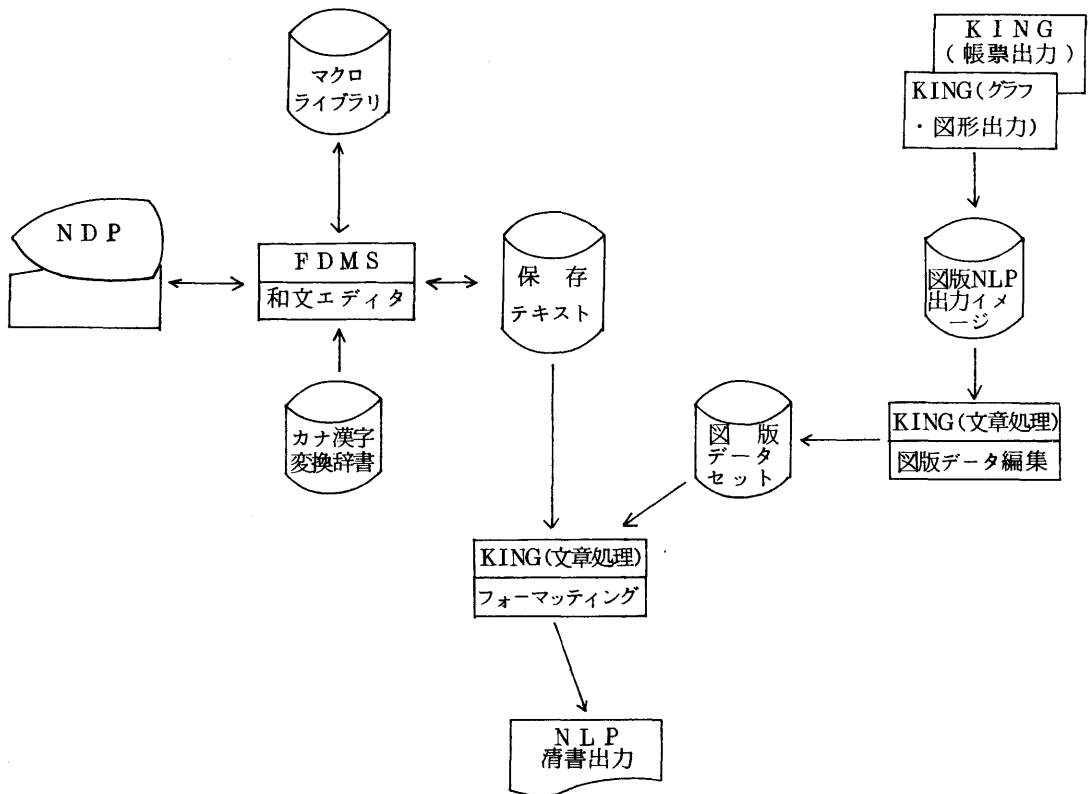 マクロ
ライブラリ
KING
(帳票出力)
KING(グラフ
・図形出力)
NDP
FDMS
和文エディタ
保存
テキスト
図版NLP
出力イメ
ージ
カナ漢字
変換辞書
図版
データ
セット
KING(文章処理)
図版データ編集
KING(文章処理)
フォーマッティング
NLP
清書出力